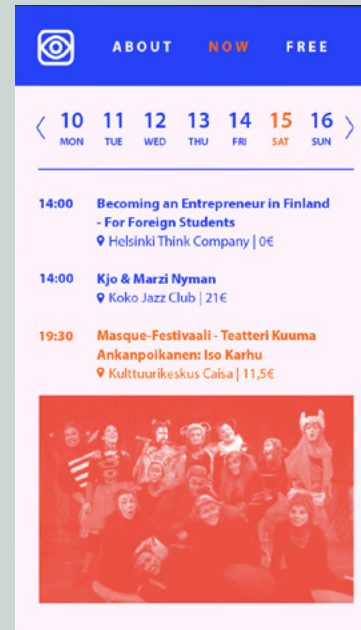 ABOUT NOW FREE
10 11 12 13 14 15 16
MON TUE WED THU FRI SAT SUN
14:00 Becoming an Entrepreneur in Finland
- For Foreign Students
Helsinki Think Company | 0€
14:00 Kjo & Marzi Nyman
Koko Jazz Club | 21€
19:30 Masque-Festivaali - Teatteri Kuuma
Ankanpoikanen: Iso Karhu
Kulttuurikeskus Caisa | 11,5€